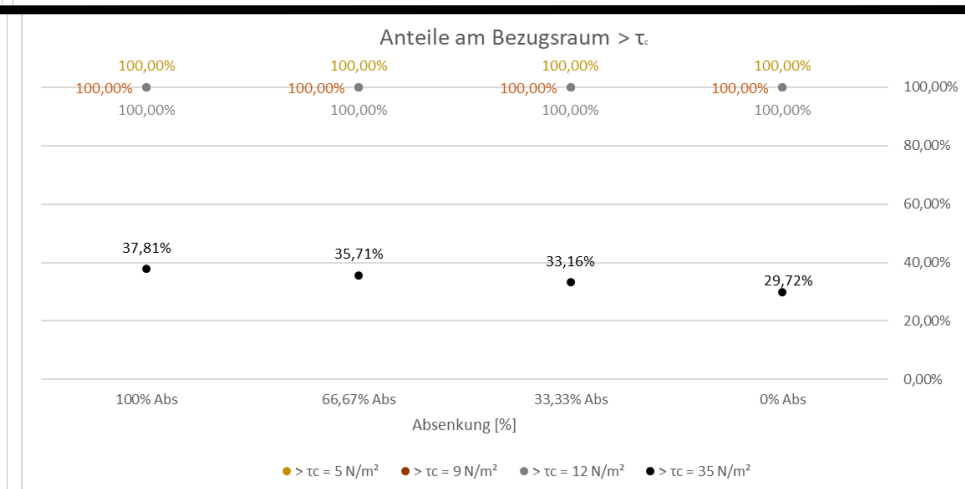 Anteile am Bezugsraum > τc
100,00% 100,00% 100,00% 100,00%
100,00% 100,00% 100,00% 100,00% 100,00%
100,00% 100,00% 100,00% 100,00%
80,00%
60,00%
37,81% 35,71% 33,16% 29,72%
40,00%
20,00%
0,00%
100% Abs 66,67% Abs 33,33% Abs 0% Abs
Absenkung [%]
> τc = 5 N/m² > τc = 9 N/m² > τc = 12 N/m² > τc = 35 N/m²